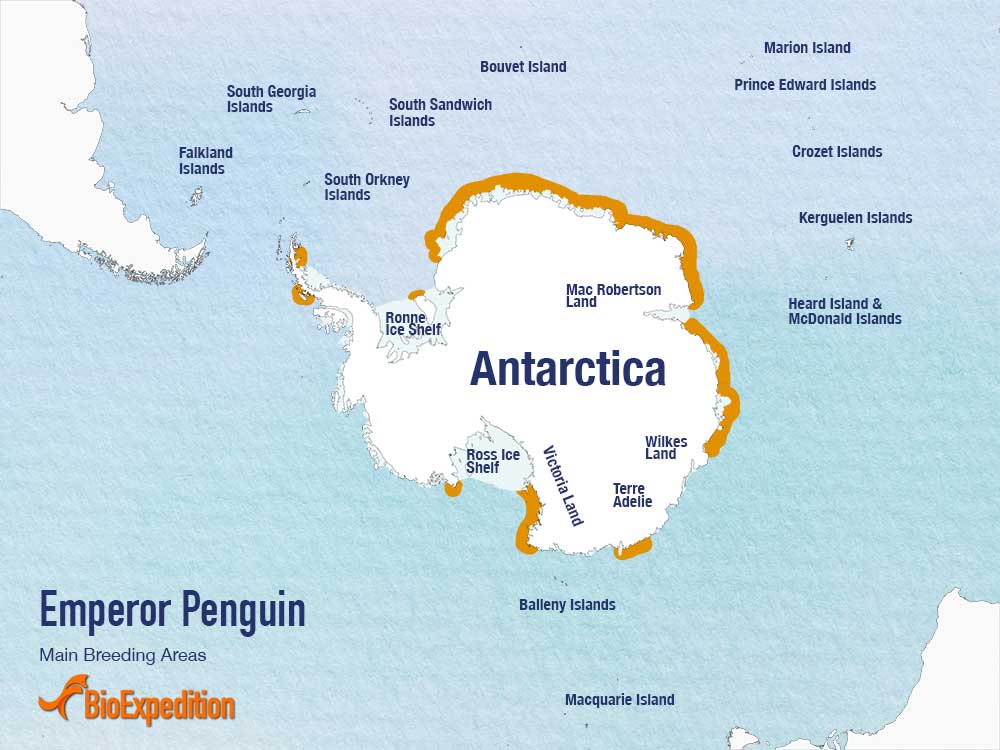 Marion Island
Bouvet Island
Prince Edward Islands
South Georgia
Islands
South Sandwich
Islands
Falkland
Islands
Crozet Islands
South Orkney
Islands
Kerguelen Islands
Mac Robertson
Land
Heard Island &
McDonald Islands
Ronne
Ice Shelf
Antarctica
Ross Ice
Shelf
Victoria Land
Wilkes
Land
Terre
Adelie
Emperor Penguin
Main Breeding Areas
BioExpedition
Balleny Islands
Macquarie Island